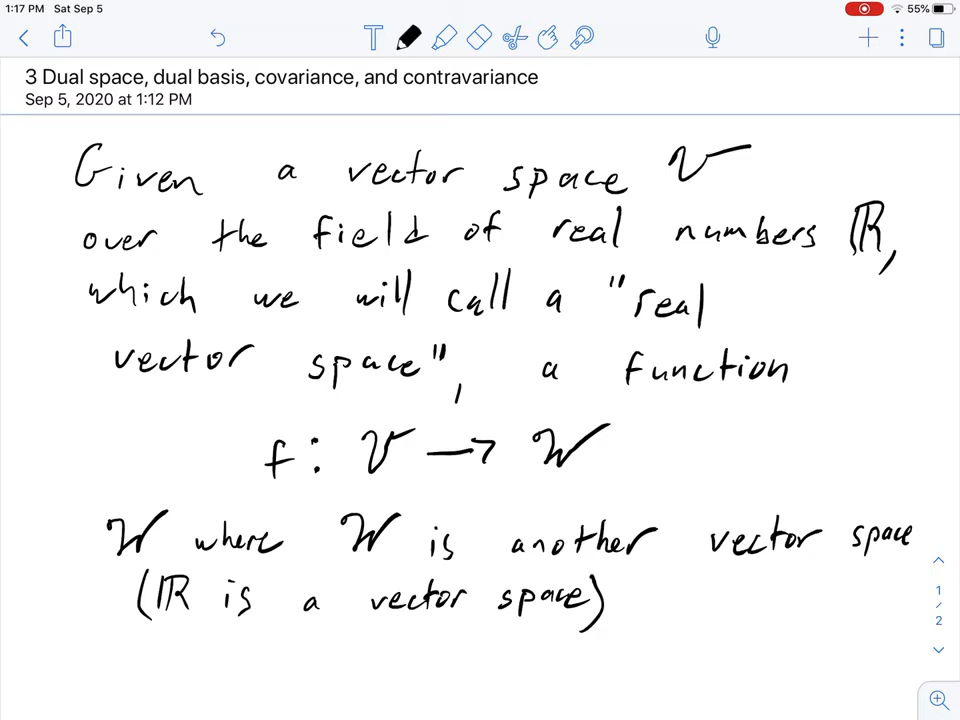 1:17 PM Sat Sep 5 55%
3 Dual space, dual basis, covariance, and contravariance
Sep 5, 2020 at 1:12 PM
Given a vector space V
over the field of real numbers ℝ,
which we will call a "real
vector space", a function
f: V → W
W where W is another vector space
(ℝ is a vector space)
1
/
2